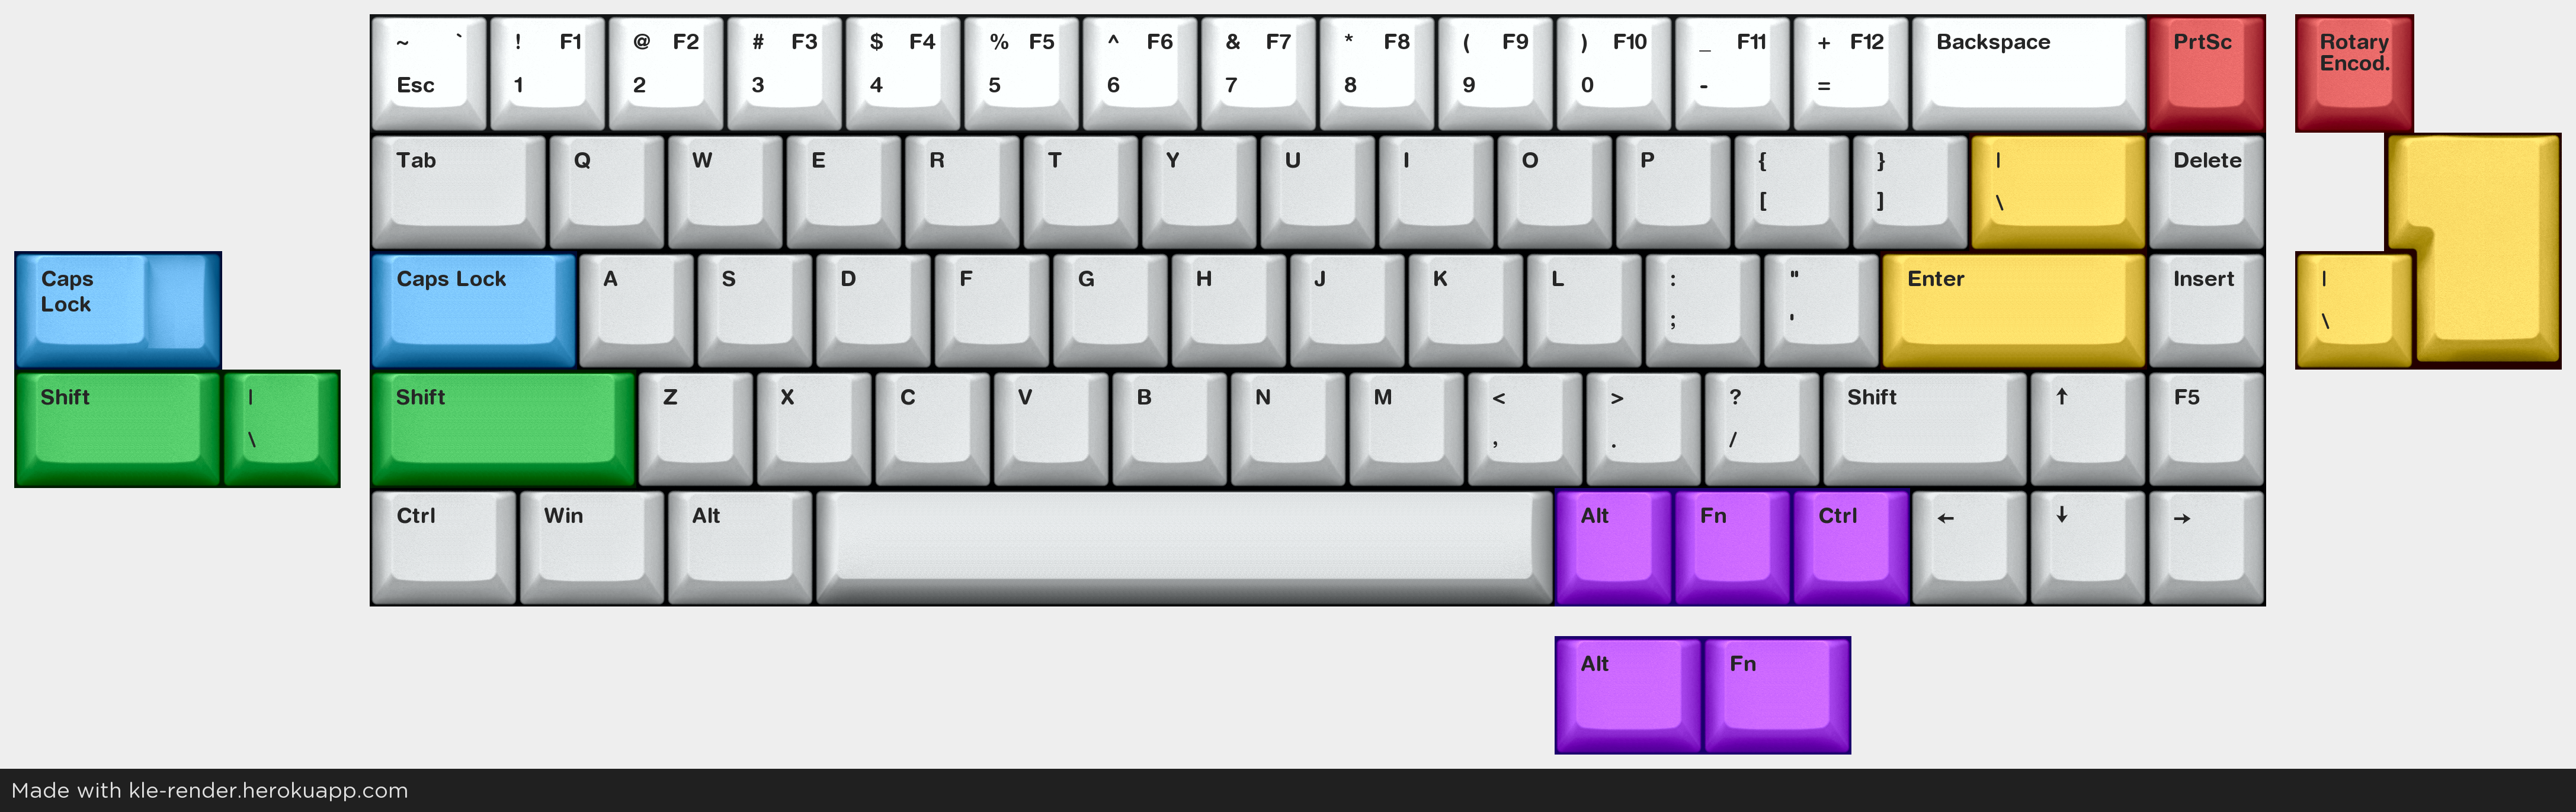 ~ ` ! F1 @ F2 # F3 $ F4 % F5 ^ F6 & F7 * F8 ( F9 ) F10 _ F11 + F12 Backspace PrtSc Rotary
Encod.
Esc 1 2 3 4 5 6 7 8 9 0 - =
Tab Q W E R T Y U I O P { } | Delete
[ ] \
Caps Caps Lock A S D F G H J K L : " Enter Insert |
Lock ; ' \
Shift | Shift Z X C V B N M < > ? Shift ↑ F5
\ , . /
Ctrl Win Alt Alt Fn Ctrl ← ↓ →
Alt Fn
Made with kle-render.herokuapp.com